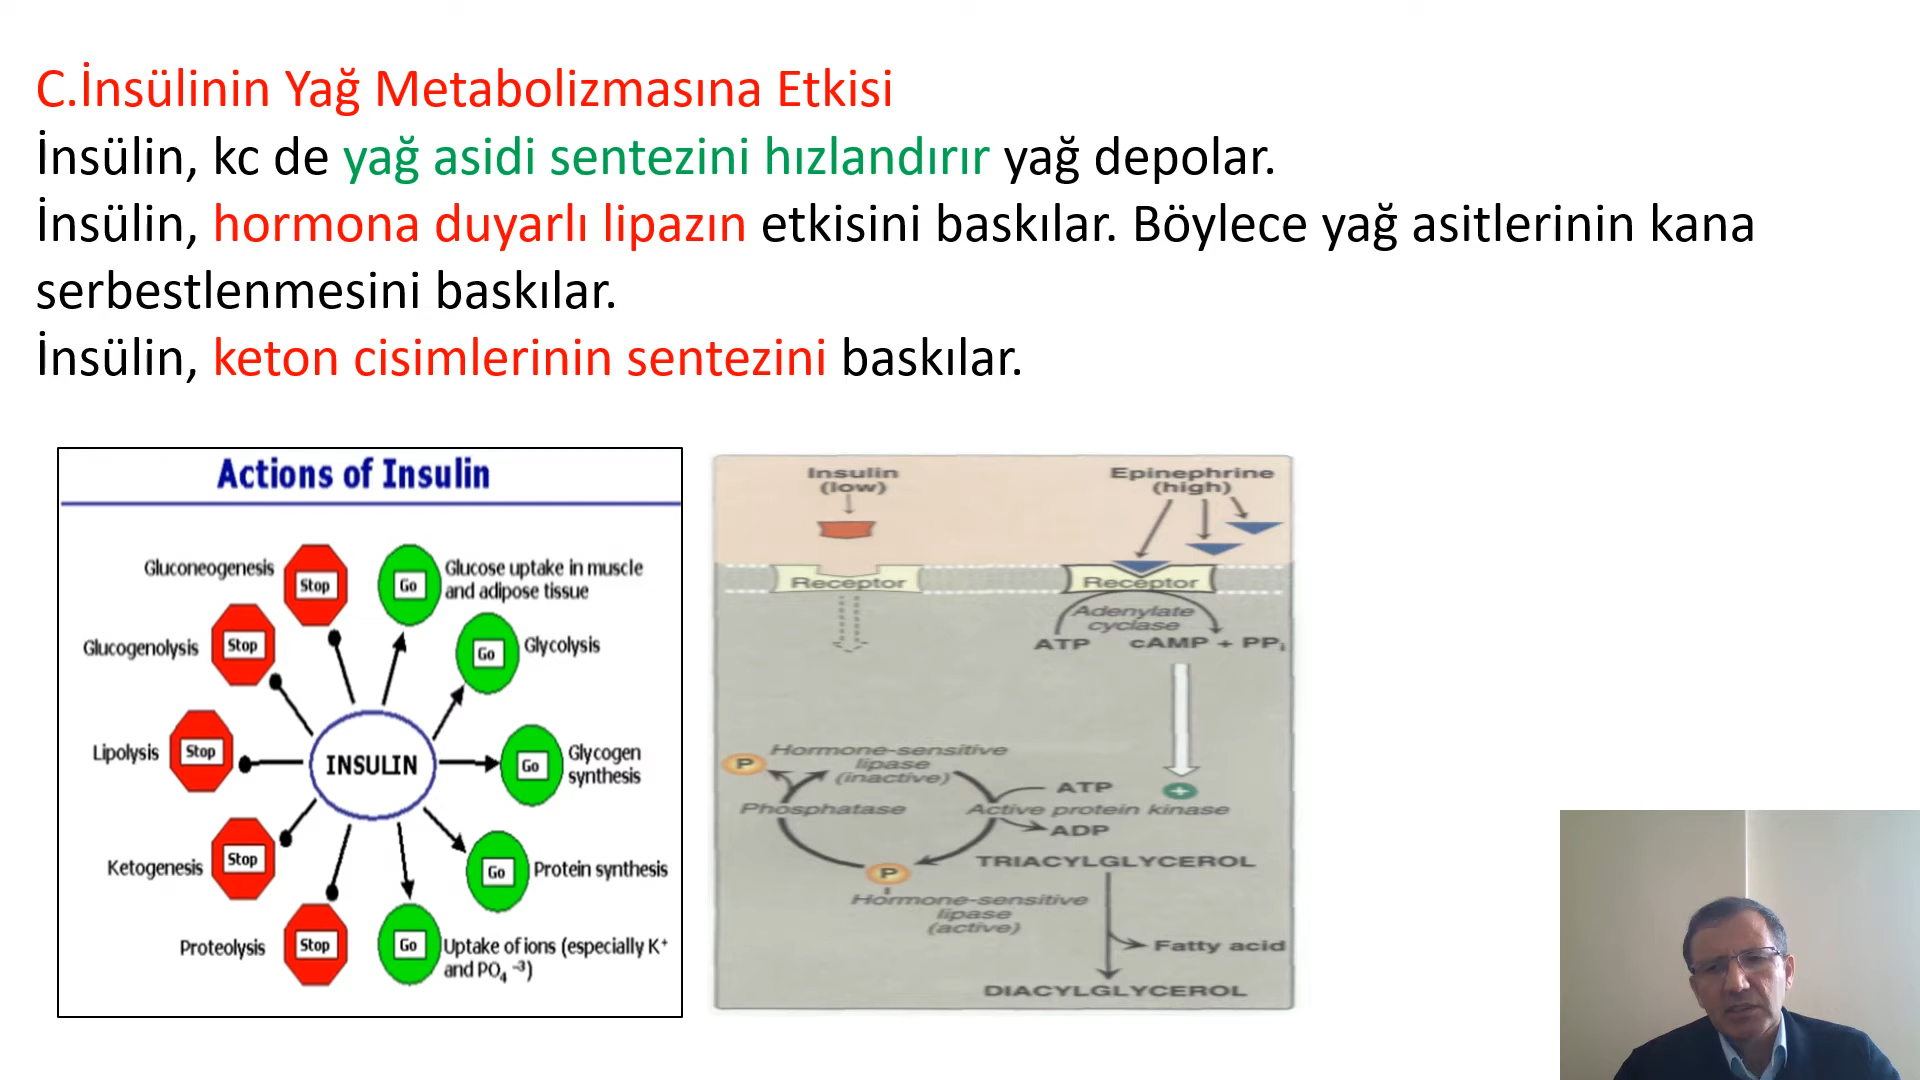 C.İnsülinin Yağ Metabolizmasına Etkisi
İnsülin, kc de yağ asidi sentezini hızlandırır yağ depolar.
İnsülin, hormona duyarlı lipazın etkisini baskılar. Böylece yağ asitlerinin kana
serbestlenmesini baskılar.
İnsülin, keton cisimlerinin sentezini baskılar.
Actions of Insulin
Gluconeogenesis
Stop
Go
Glucose uptake in muscle
and adipose tissue
Glucogenolysis
Stop
Go
Glycolysis
Lipolysis
Stop
INSULIN
Go
Glycogen
synthesis
Ketogenesis
Stop
Go
Protein synthesis
Proteolysis
Stop
Go
Uptake of ions (especially K⁺
and PO₄ ⁻³)
Insulin
(low)
Epinephrine
(high)
Receptor
Receptor
Adenylate
cyclase
ATP
cAMP + PPᵢ
P
Hormone-sensitive
lipase
(inactive)
Phosphatase
ATP
+
Active protein kinase
ADP
TRIACYLGLYCEROL
P
Hormone-sensitive
lipase
(active)
Fatty acid
DIACYLGLYCEROL